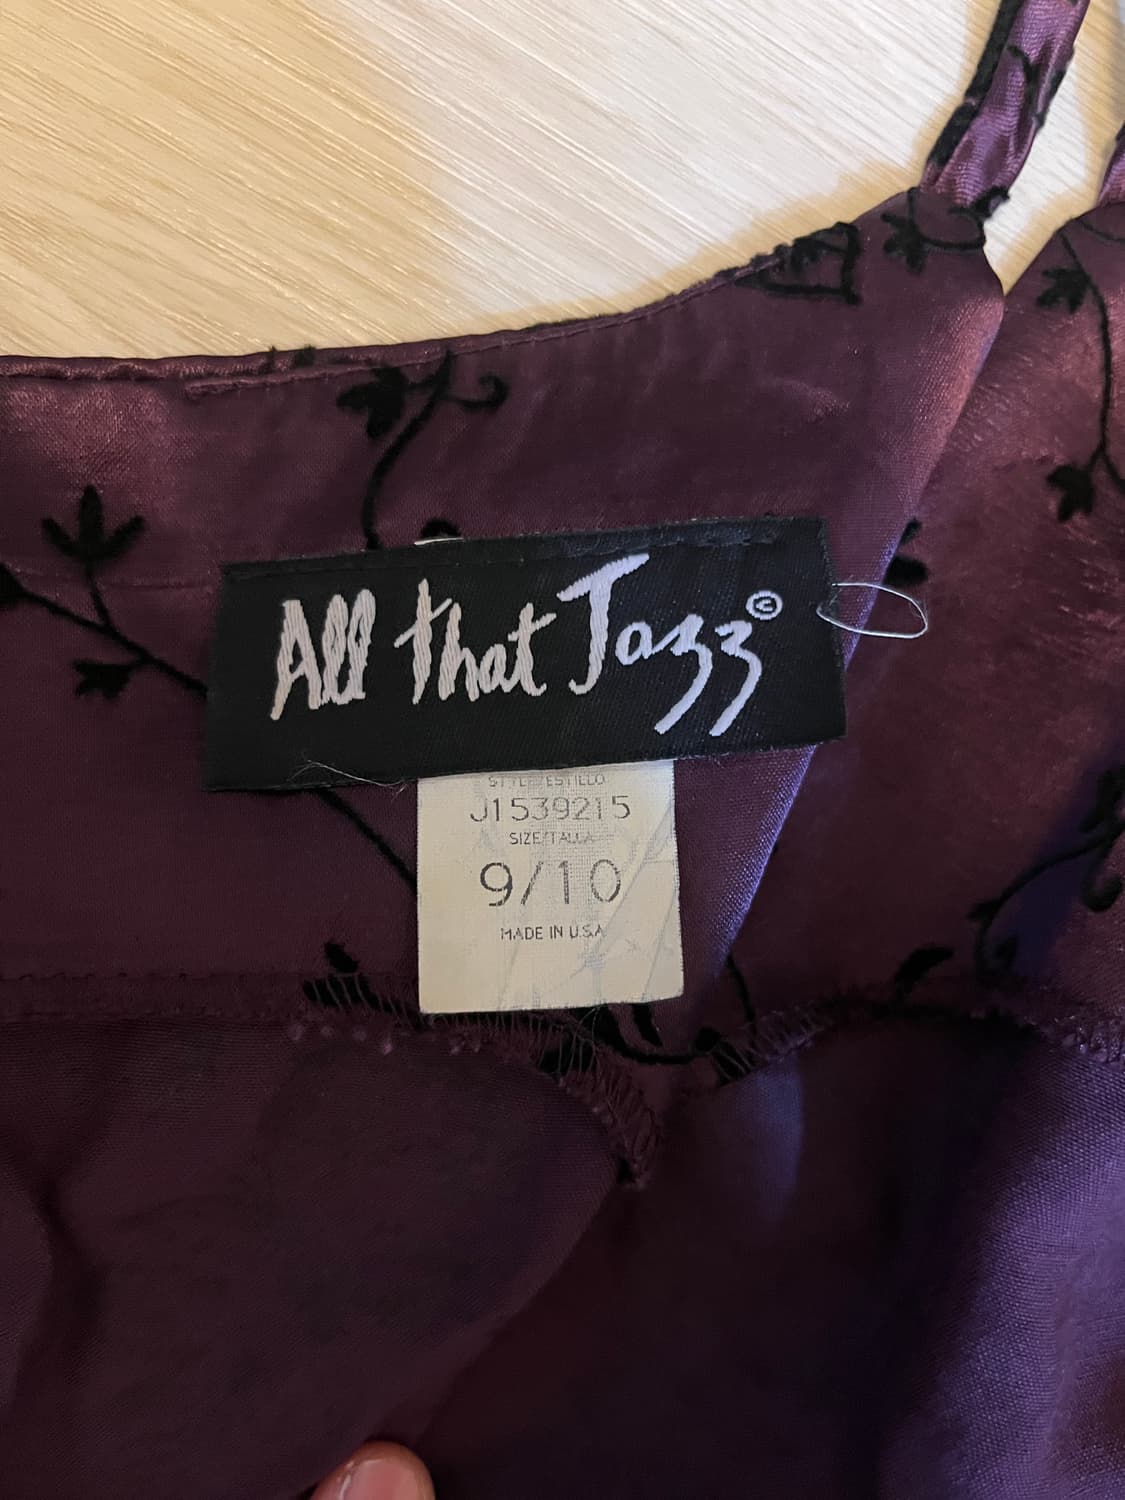 All that Jazz©
STYLE/ESTILO
J1539215
SIZE/TALLA
9/10
MADE IN U.S.A